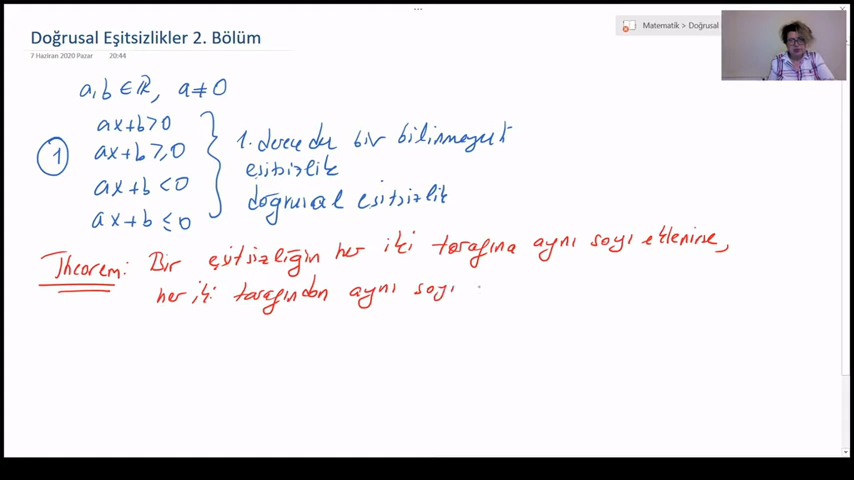 Doğrusal Eşitsizlikler 2. Bölüm
Matematik > Doğrusal
7 Haziran 2020 Pazar 20:44
a,b ∈ ℝ, a ≠ 0
1
ax+b>0
ax+b≥0
ax+b<0
ax+b≤0
1. dereceden bir bilinmeyenli
eşitsizlik
doğrusal eşitsizlik
Theorem: Bir eşitsizliğin her iki tarafına aynı sayı eklenirse,
her iki tarafından aynı sayı